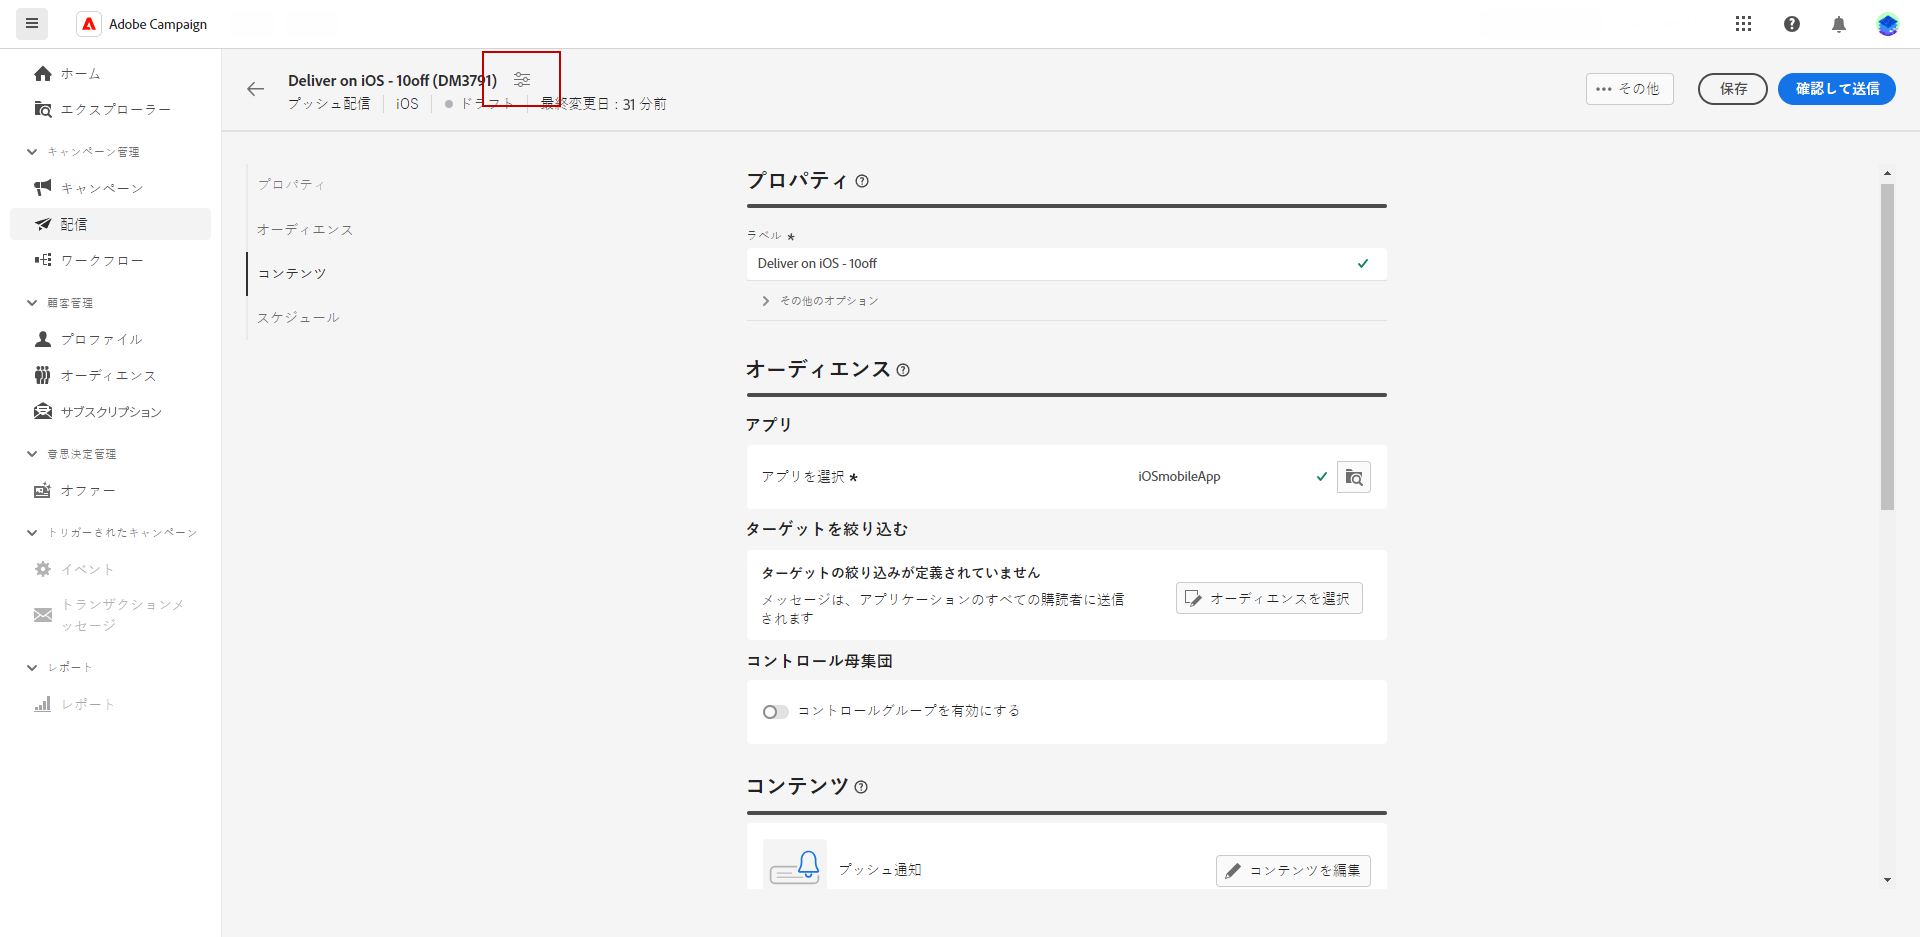 Adobe Campaign
ホーム
エクスプローラー
キャンペーン管理
キャンペーン
配信
ワークフロー
顧客管理
プロファイル
オーディエンス
サブスクリプション
意思決定管理
オファー
トリガーされたキャンペーン
イベント
トランザクションメ
ッセージ
レポート
レポート
Deliver on iOS - 10off (DM3791)
プッシュ配信 iOS ドラフト 最終変更日 : 31 分前
その他
保存
確認して送信
プロパティ
オーディエンス
コンテンツ
スケジュール
プロパティ
ラベル *
Deliver on iOS - 10off
その他のオプション
オーディエンス
アプリ
アプリを選択 * iOSmobileApp
ターゲットを絞り込む
ターゲットの絞り込みが定義されていません
メッセージは、アプリケーションのすべての購読者に送信
されます
オーディエンスを選択
コントロール母集団
コントロールグループを有効にする
コンテンツ
プッシュ通知
コンテンツを編集